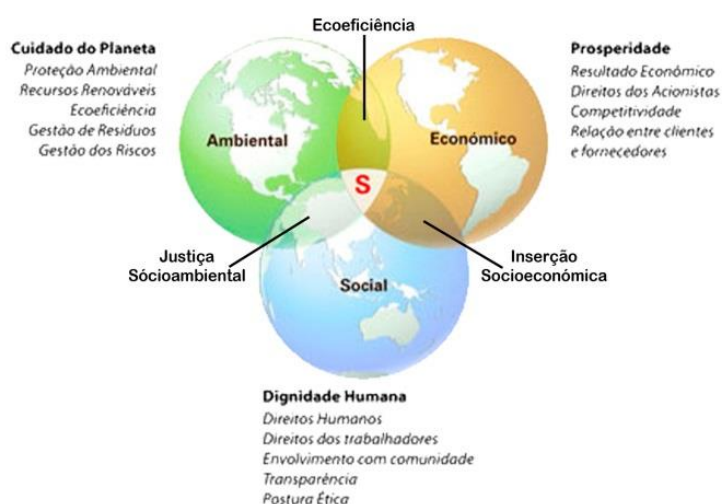 Ecoeficiência
Cuidado do Planeta
Proteção Ambiental
Recursos Renováveis
Ecoeficiência
Gestão de Resíduos
Gestão dos Riscos
Prosperidade
Resultado Econômico
Direitos dos Acionistas
Competitividade
Relação entre clientes
e fornecedores
Ambiental
Económico
S
Justiça
Sócioambiental
Inserção
Socioeconómica
Social
Dignidade Humana
Direitos Humanos
Direitos dos trabalhadores
Envolvimento com comunidade
Transparência
Postura Ética